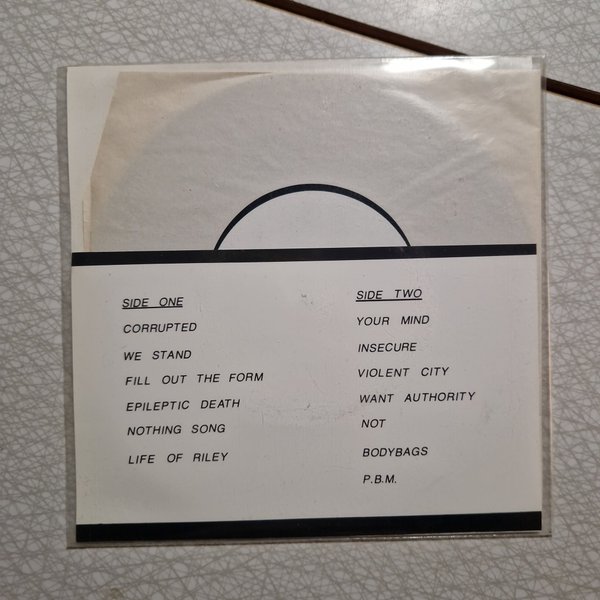 SIDE ONE
CORRUPTED
WE STAND
FILL OUT THE FORM
EPILEPTIC DEATH
NOTHING SONG
LIFE OF RILEY
SIDE TWO
YOUR MIND
INSECURE
VIOLENT CITY
WANT AUTHORITY
NOT
BODYBAGS
P.B.M.